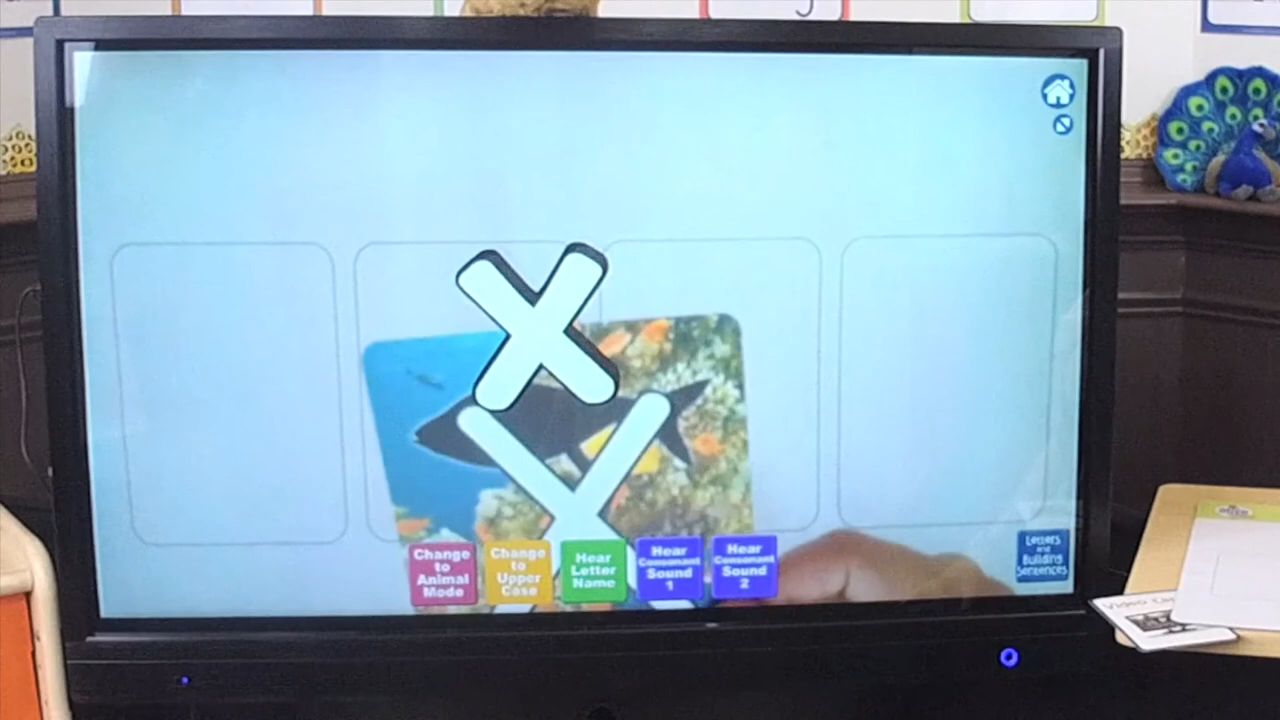 x
x
Change
to
Animal
Mode
Change
to
Upper
Case
Hear
Letter
Name
Hear
Consonant
Sound
1
Hear
Consonant
Sound
2
Letters
and
Building
Sentences
Video